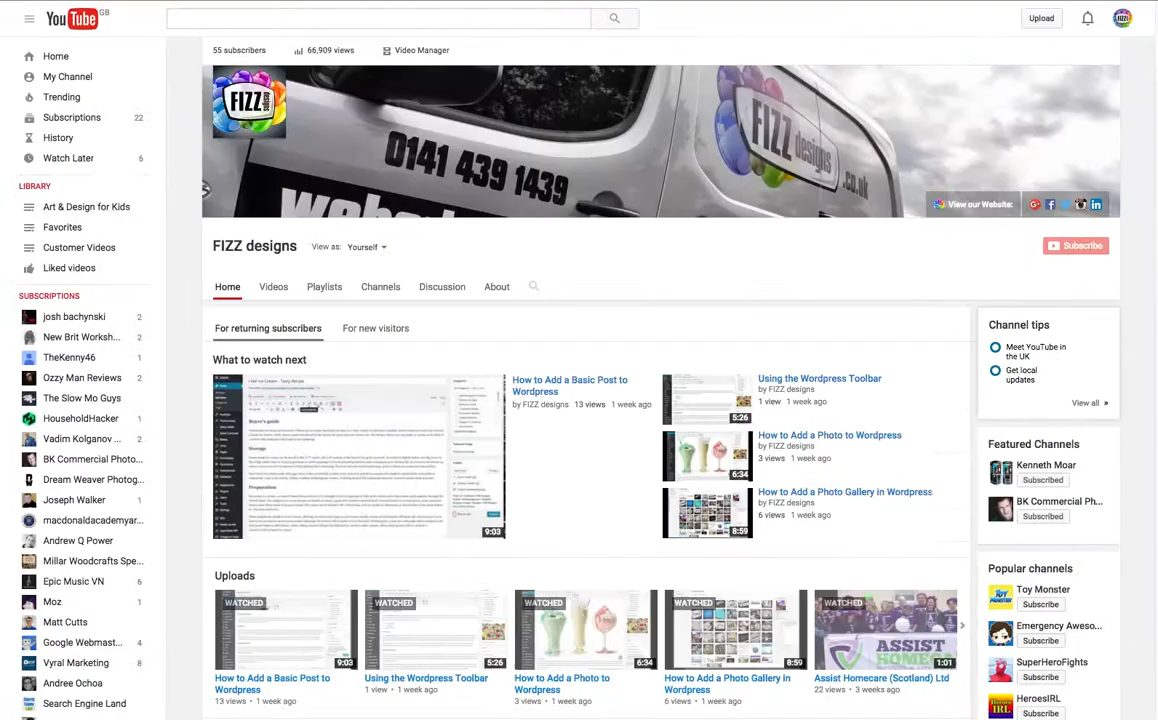 YouTube GB
Upload
Home
My Channel
Trending
Subscriptions 22
History
Watch Later 6
LIBRARY
Art & Design for Kids
Favorites
Customer Videos
Liked videos
SUBSCRIPTIONS
josh bachynski 2
New Brit Worksh... 2
TheKenny46 1
Ozzy Man Reviews 2
The Slow Mo Guys
HouseholdHacker 1
Vadim Kolganov ... 2
BK Commercial Photo...
Dream Weaver Photog...
Joseph Walker 1
macdonaldacademyar...
Andrew Q Power
Millar Woodcrafts Spe...
Epic Music VN 6
Moz 1
Matt Cutts
Google Webmast... 4
Vyral Marketing 8
Andree Ochoa
Search Engine Land
55 subscribers 66,909 views Video Manager
FIZZ designs
0141 439 1439
FIZZ designs .co.uk
View our Website:
FIZZ designs View as: Yourself
Subscribe
Home Videos Playlists Channels Discussion About
For returning subscribers For new visitors
What to watch next
How to Add a Basic Post to
Wordpress
by FIZZ designs 13 views 1 week ago
9:03
Using the Wordpress Toolbar
by FIZZ designs
1 view • 1 week ago
5:26
How to Add a Photo to Wordpress
by FIZZ designs
3 views 1 week ago
6:34
How to Add a Photo Gallery in Wordpress
by FIZZ designs
6 views 1 week ago
8:59
Uploads
WATCHED 9:03
How to Add a Basic Post to
Wordpress
13 views • 1 week ago
WATCHED 5:26
Using the Wordpress Toolbar
1 view • 1 week ago
WATCHED 6:34
How to Add a Photo to
Wordpress
3 views • 1 week ago
WATCHED 8:59
How to Add a Photo Gallery in
Wordpress
6 views • 1 week ago
WATCHED 1:01
ASSIST
Assist Homecare (Scotland) Ltd
22 views • 3 weeks ago
Channel tips
Meet YouTube in
the UK
Get local
updates
View all »
Featured Channels
Kenneth Moar
Subscribed
BK Commercial Ph...
Subscribed
Popular channels
Toy Monster
Subscribe
Emergency Aweso...
Subscribe
SuperHeroFights
Subscribe
HeroesIRL
Subscribe